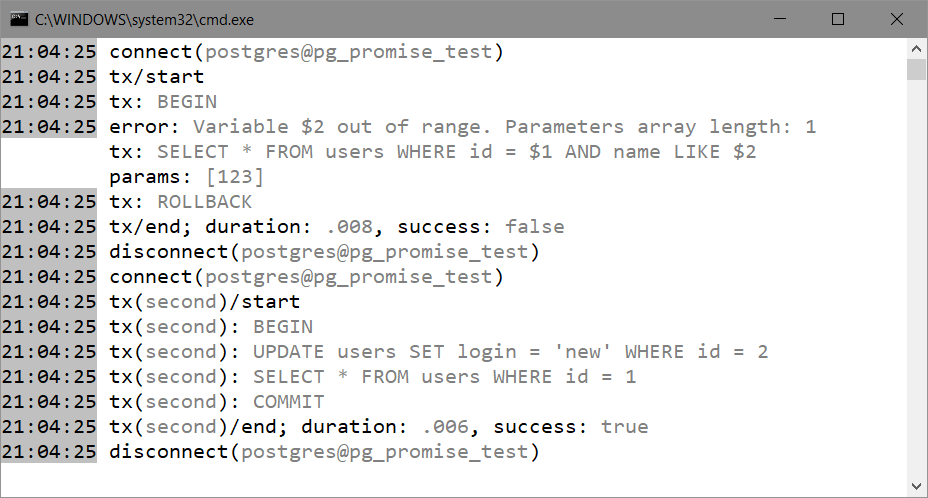 C:\WINDOWS\system32\cmd.exe
21:04:25 connect(postgres@pg_promise_test)
21:04:25 tx/start
21:04:25 tx: BEGIN
21:04:25 error: Variable $2 out of range. Parameters array length: 1
tx: SELECT * FROM users WHERE id = $1 AND name LIKE $2
params: [123]
21:04:25 tx: ROLLBACK
21:04:25 tx/end; duration: .008, success: false
21:04:25 disconnect(postgres@pg_promise_test)
21:04:25 connect(postgres@pg_promise_test)
21:04:25 tx(second)/start
21:04:25 tx(second): BEGIN
21:04:25 tx(second): UPDATE users SET login = 'new' WHERE id = 2
21:04:25 tx(second): SELECT * FROM users WHERE id = 1
21:04:25 tx(second): COMMIT
21:04:25 tx(second)/end; duration: .006, success: true
21:04:25 disconnect(postgres@pg_promise_test)